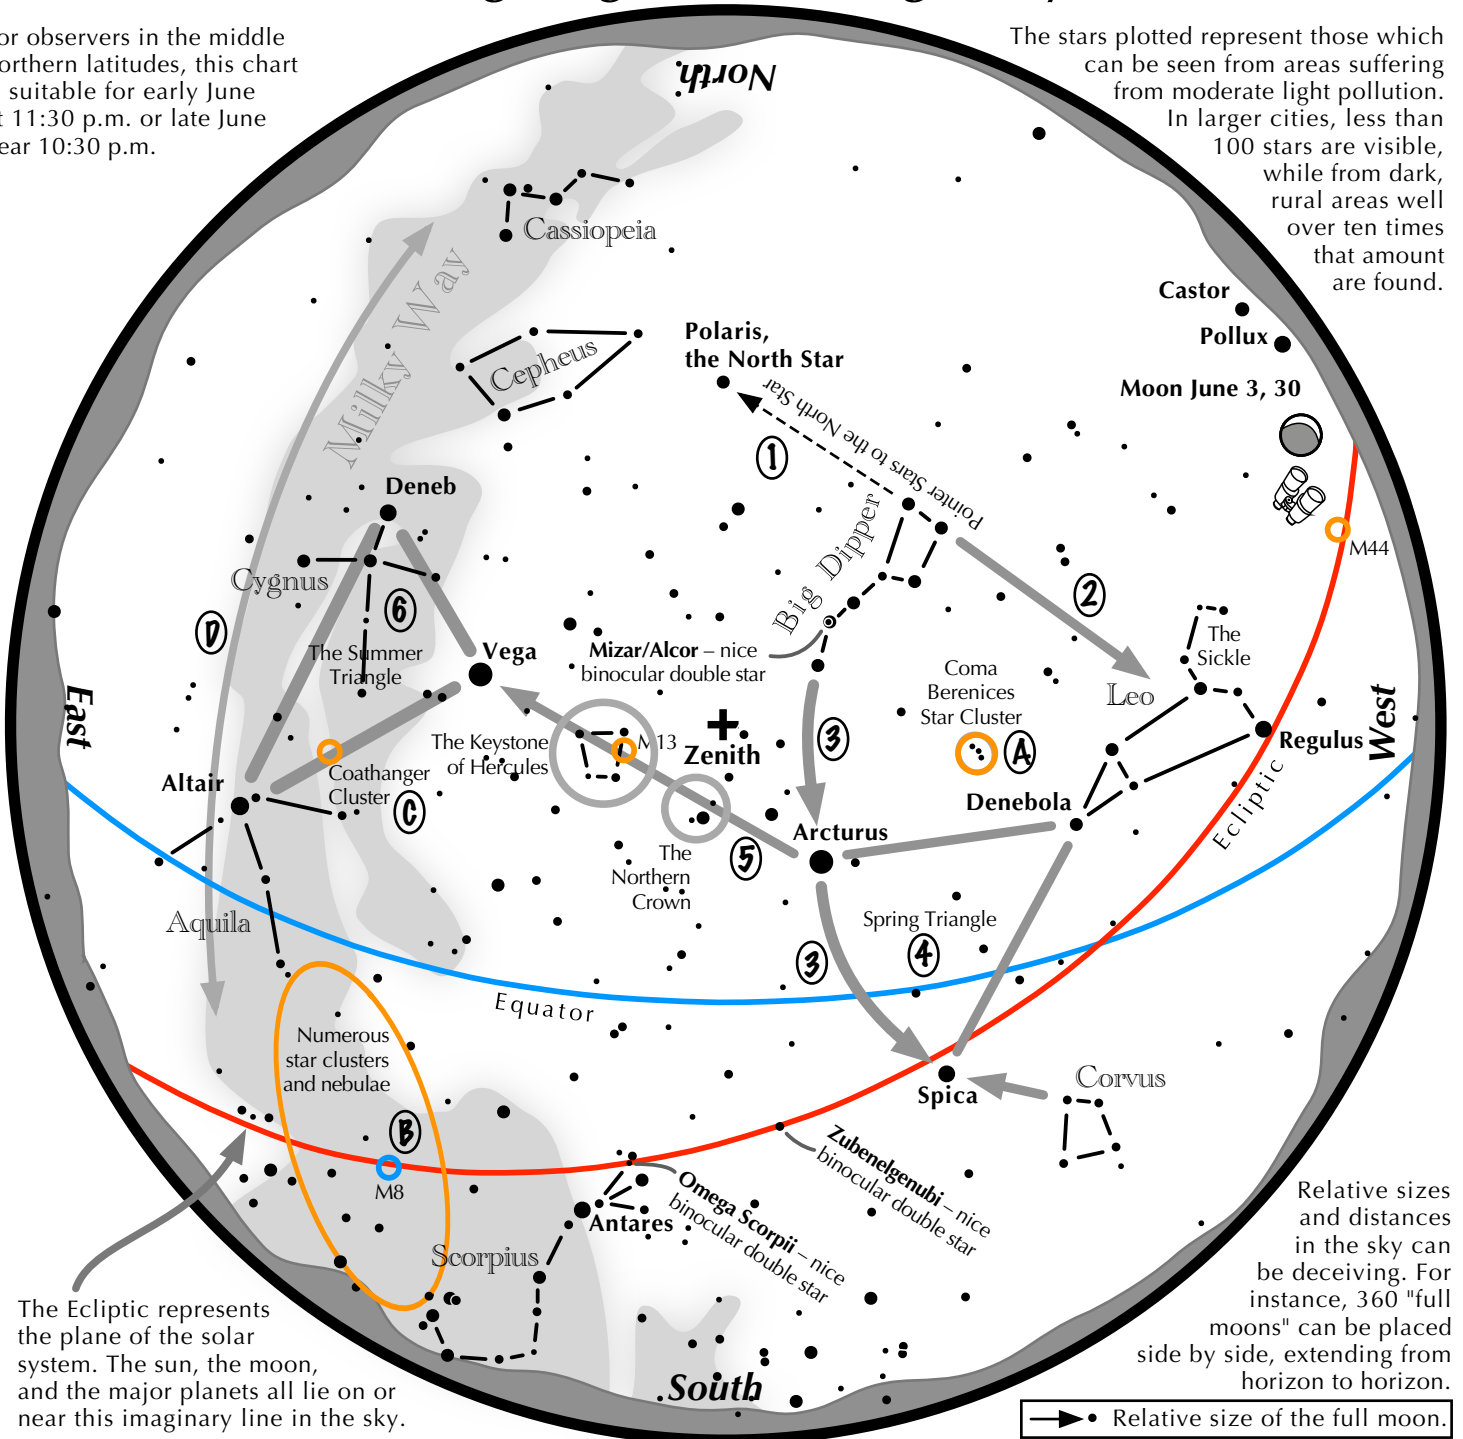 or observers in the middle
orthern latitudes, this chart
suitable for early June
t 11:30 p.m. or late June
ear 10:30 p.m.
The stars plotted represent those which
can be seen from areas suffering
from moderate light pollution.
In larger cities, less than
100 stars are visible,
while from dark,
rural areas well
over ten times
that amount
are found.
North
Cassiopeia
Milky Way
Cepheus
Castor
Pollux
Moon June 3, 30
Polaris,
the North Star
Pointer Stars to the North Star
1
M44
Deneb
Cygnus
Big Dipper
2
D
6
The Summer
Triangle
Vega
Mizar/Alcor – nice
binocular double star
The
Sickle
Leo
Coma
Berenices
Star Cluster
A
East
West
The Keystone
of Hercules
M13
Zenith
3
Regulus
Altair
Coathanger
Cluster
C
Denebola
Ecliptic
Arcturus
5
The
Northern
Crown
Aquila
Spring Triangle
4
3
Equator
Numerous
star clusters
and nebulae
B
M8
Spica
Corvus
Zubenelgenubi – nice
binocular double star
Omega Scorpii – nice
binocular double star
Antares
Scorpius
South
The Ecliptic represents
the plane of the solar
system. The sun, the moon,
and the major planets all lie on or
near this imaginary line in the sky.
Relative sizes
and distances
in the sky can
be deceiving. For
instance, 360 "full
moons" can be placed
side by side, extending from
horizon to horizon.
Relative size of the full moon.